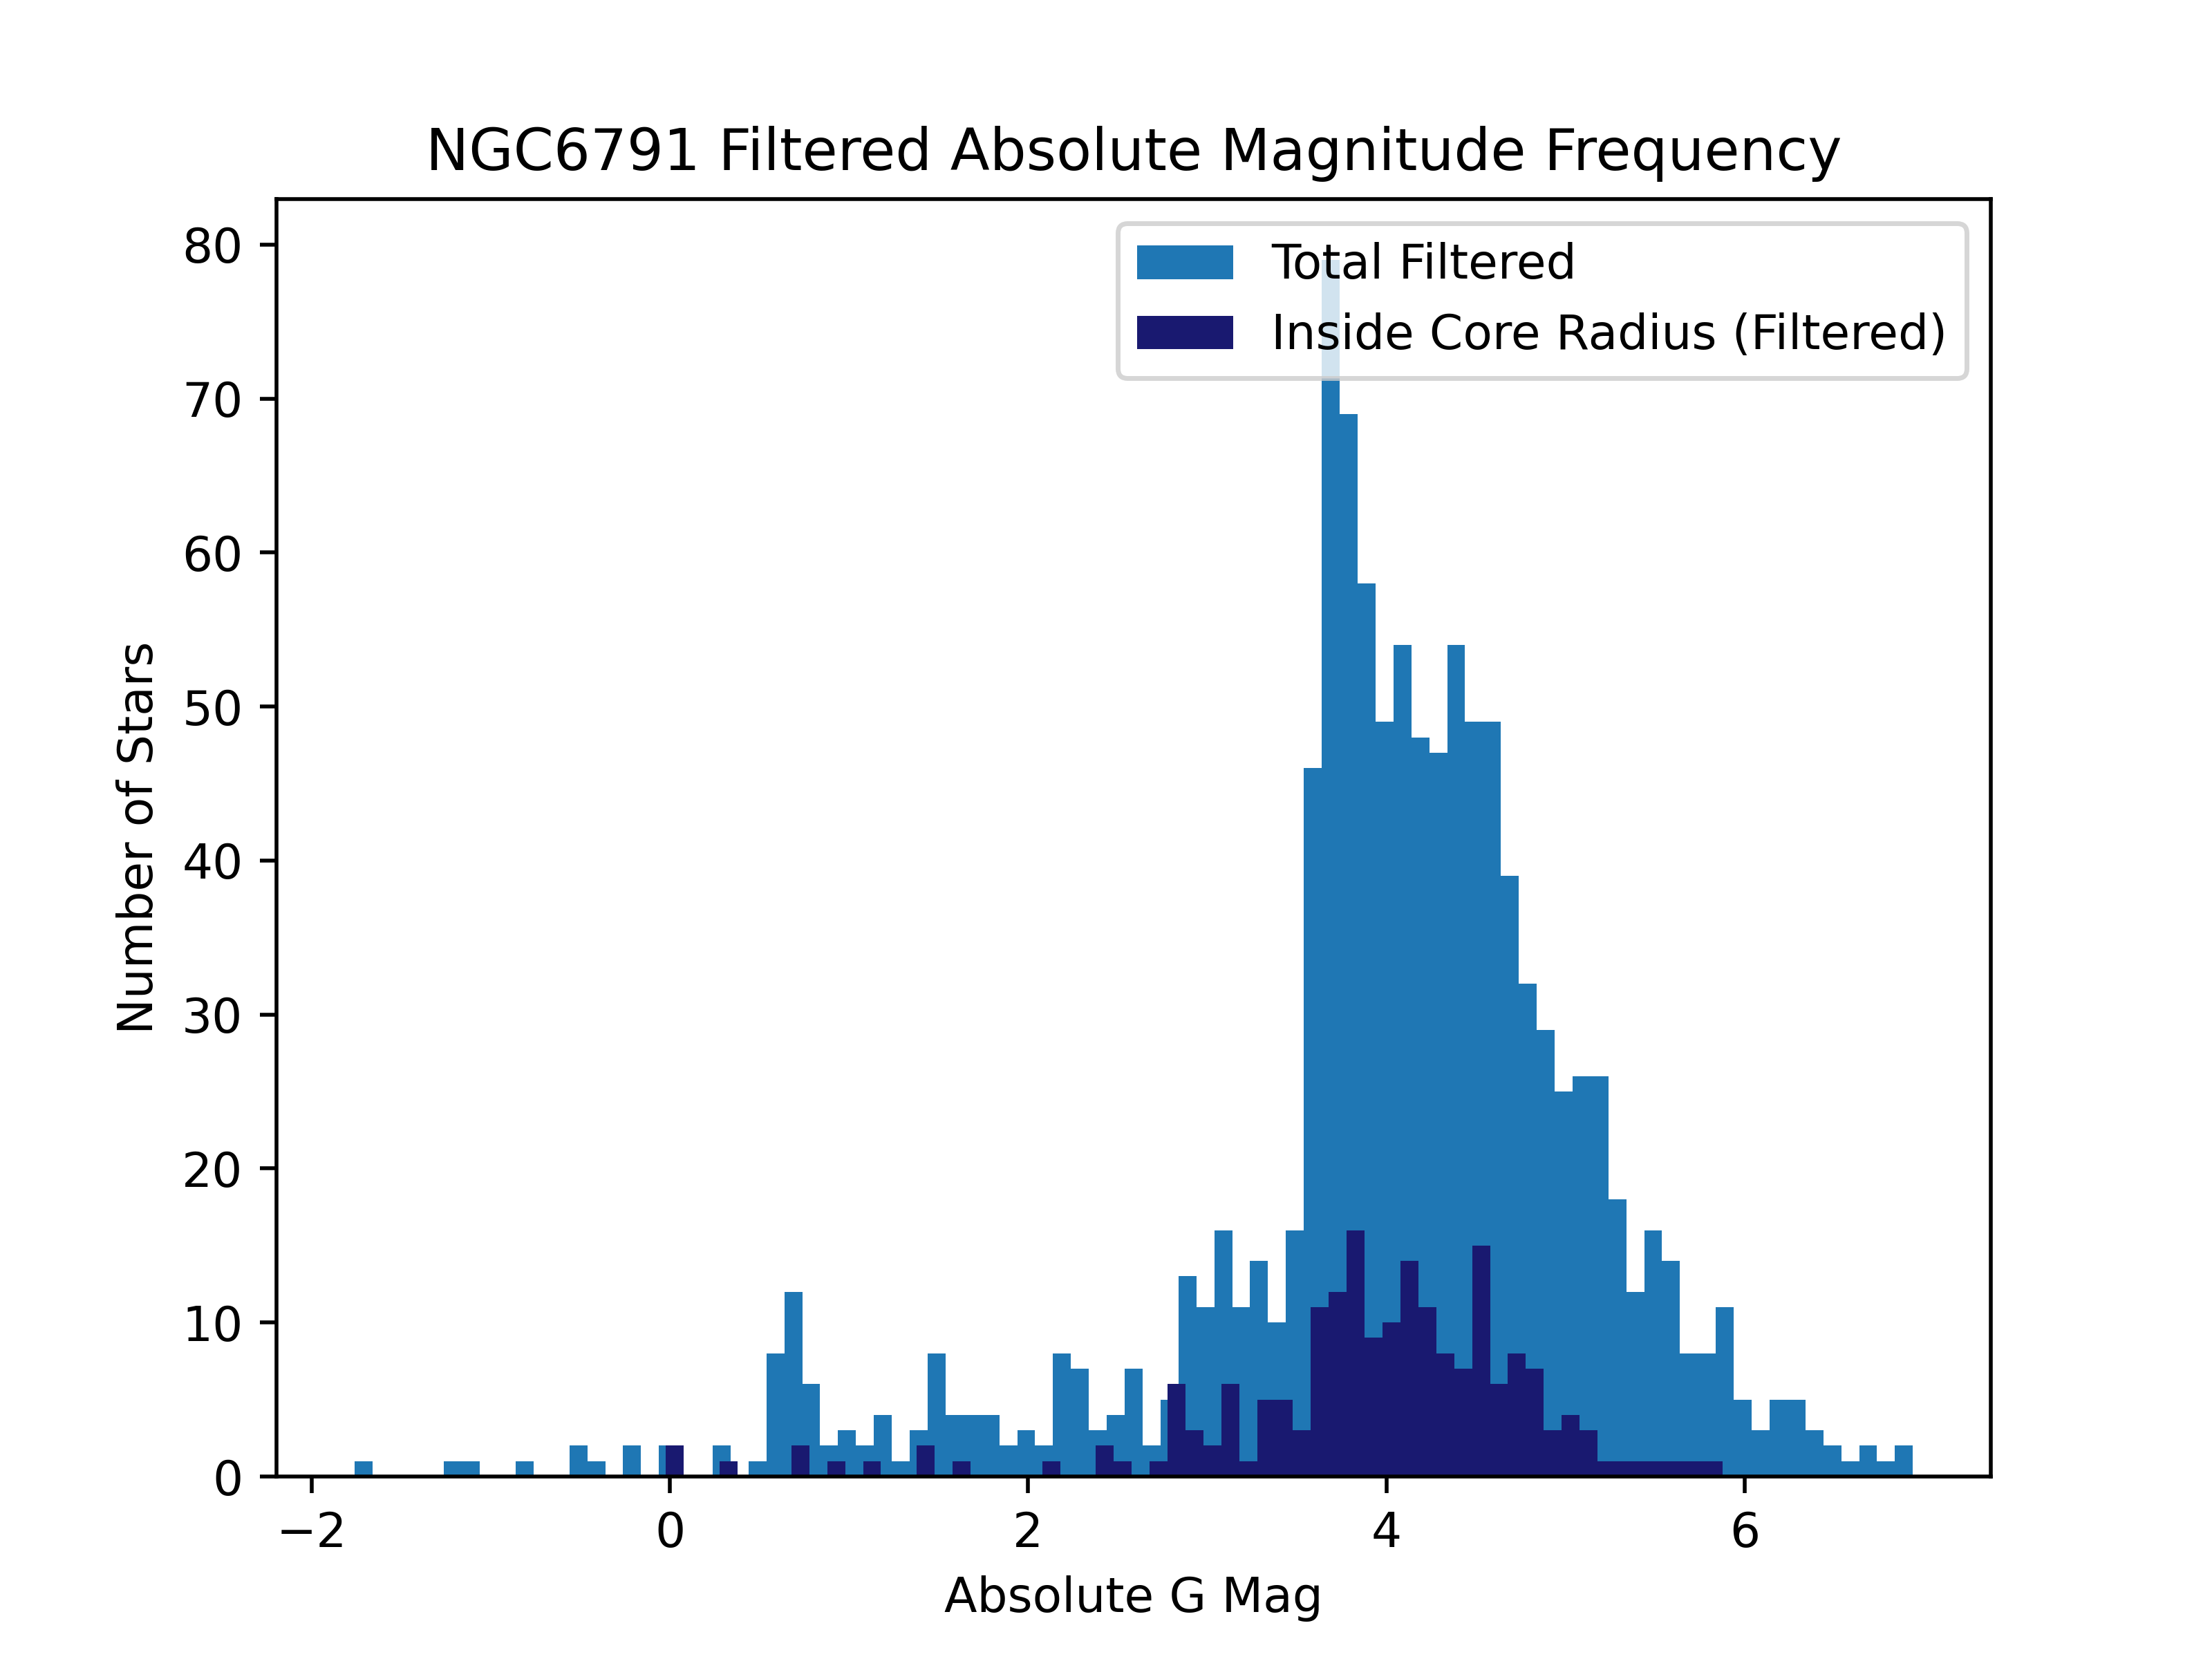 NGC6791 Filtered Absolute Magnitude Frequency
Total Filtered
Inside Core Radius (Filtered)
80
70
60
50
40
30
20
10
0
Number of Stars
−2 0 2 4 6
Absolute G Mag